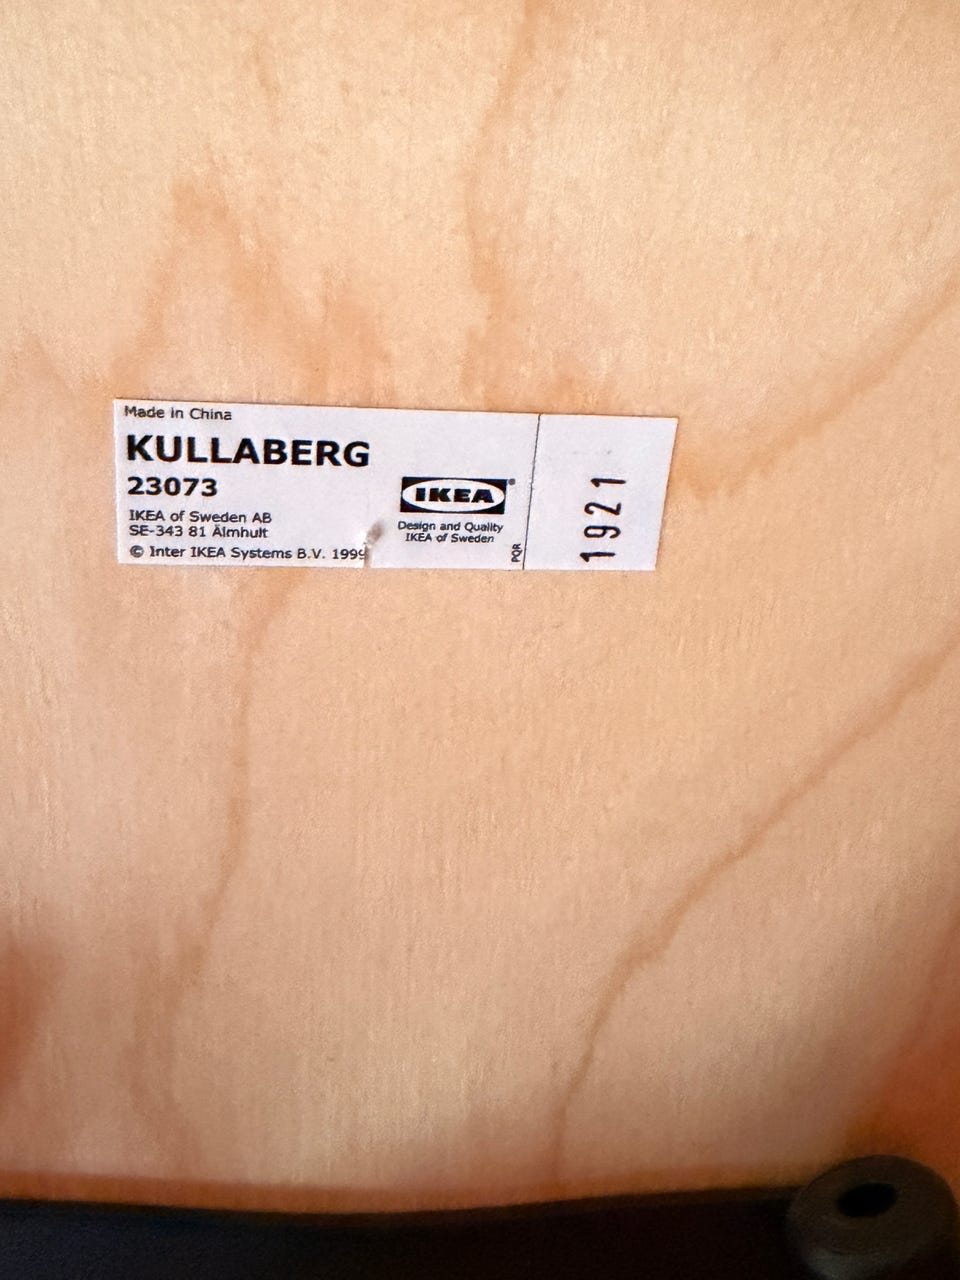 Made in China
KULLABERG
23073
IKEA of Sweden AB
SE-343 81 Älmhult
© Inter IKEA Systems B.V. 1999
IKEA®
Design and Quality
IKEA of Sweden
PQR
1921